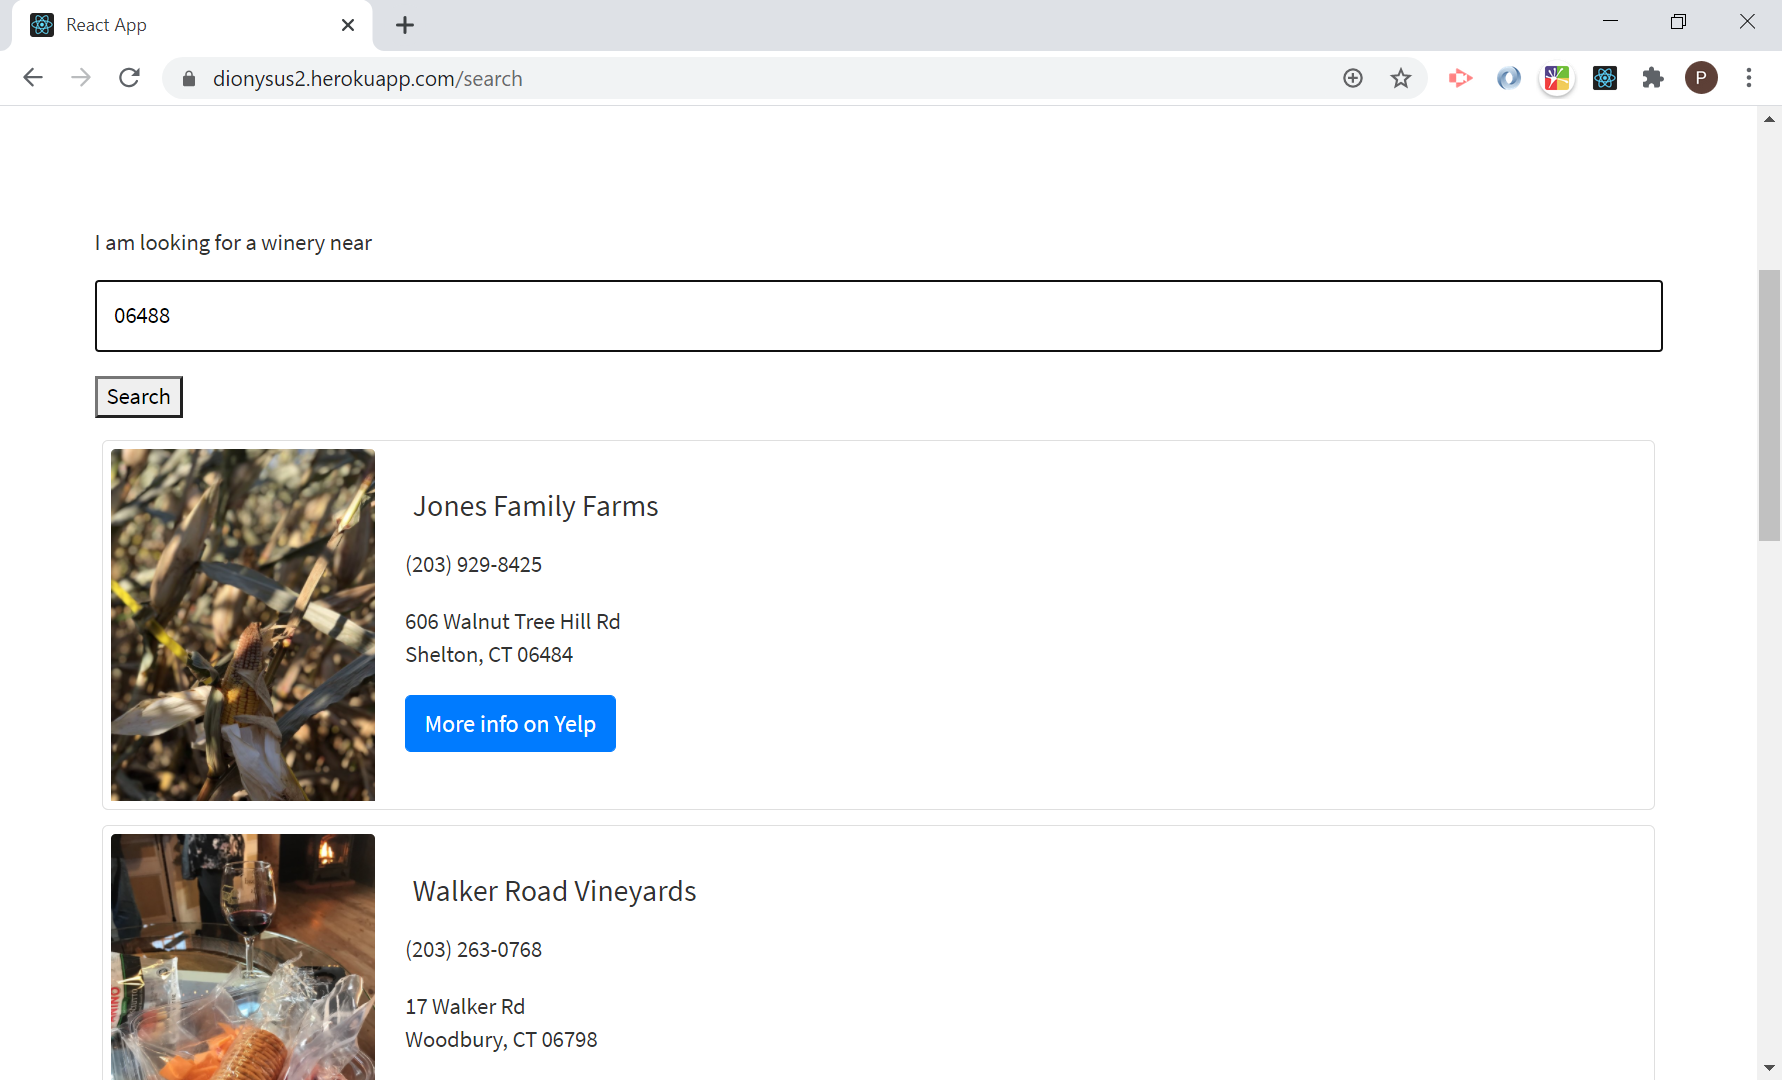 React App
dionysus2.herokuapp.com/search
P
I am looking for a winery near
06488
Search
Jones Family Farms
(203) 929-8425
606 Walnut Tree Hill Rd
Shelton, CT 06484
More info on Yelp
Walker Road Vineyards
(203) 263-0768
17 Walker Rd
Woodbury, CT 06798